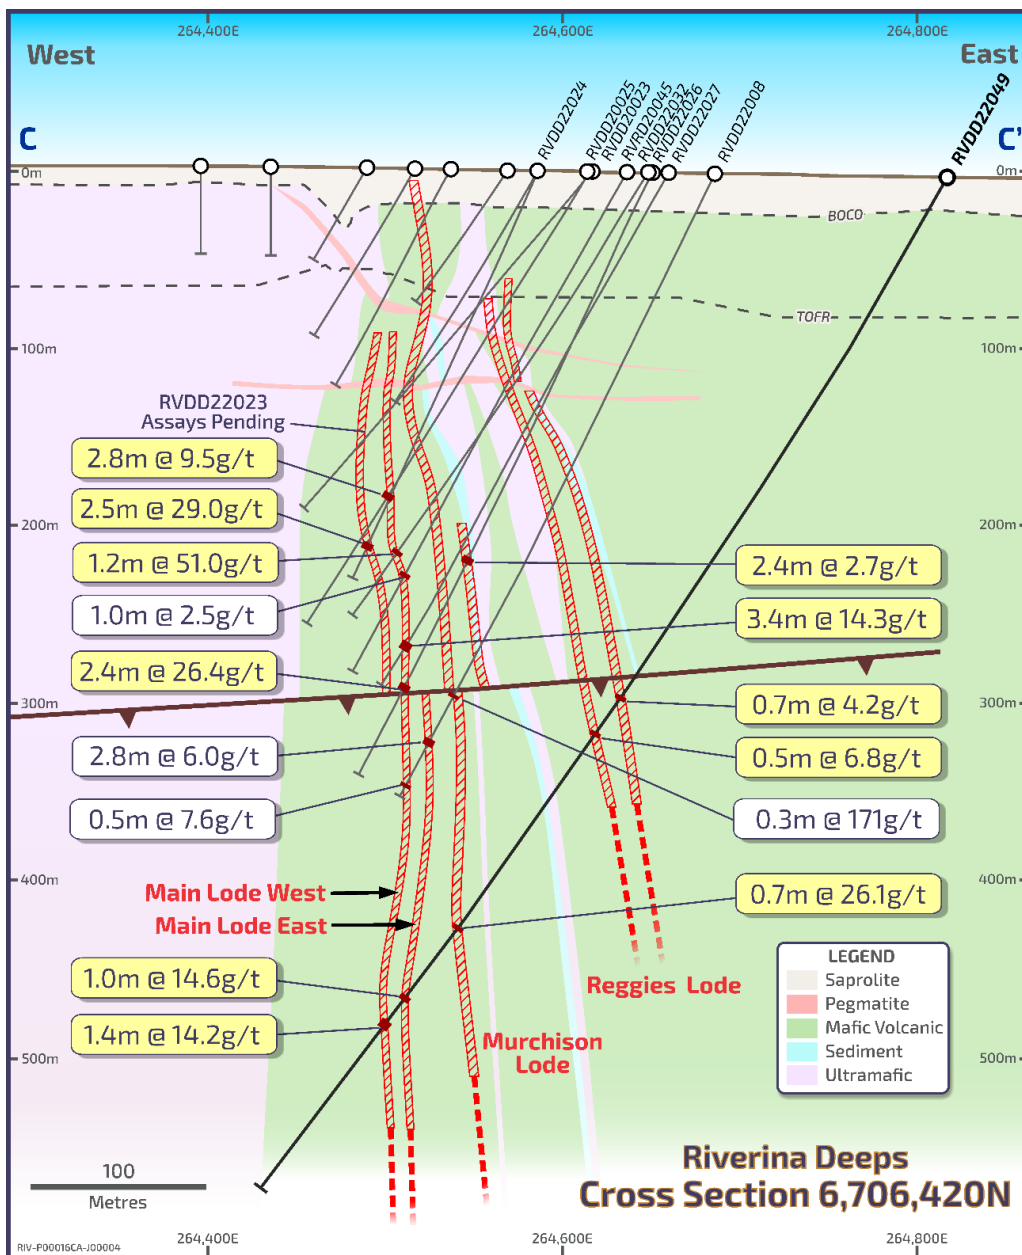 264,400E
264,600E
264,800E
West
East
C
C'
RVDD22024
RVDD20025
RVDD20023
RVRD20045
RVDD22032
RVDD22026
RVDD22027
RVDD22008
RVDD22049
0m
0m
BOCO
TOFR
100m
100m
RVDD22023
Assays Pending
2.8m @ 9.5g/t
2.5m @ 29.0g/t
200m
200m
1.2m @ 51.0g/t
2.4m @ 2.7g/t
1.0m @ 2.5g/t
3.4m @ 14.3g/t
2.4m @ 26.4g/t
300m
300m
0.7m @ 4.2g/t
2.8m @ 6.0g/t
0.5m @ 6.8g/t
0.5m @ 7.6g/t
0.3m @ 171g/t
400m
400m
Main Lode West
0.7m @ 26.1g/t
Main Lode East
1.0m @ 14.6g/t
Reggies Lode
1.4m @ 14.2g/t
Murchison
Lode
LEGEND
Saprolite
Pegmatite
Mafic Volcanic
Sediment
Ultramafic
500m
500m
100
Metres
Riverina Deeps
Cross Section 6,706,420N
RIV-P00016CA-J00004
264,400E
264,600E
264,800E